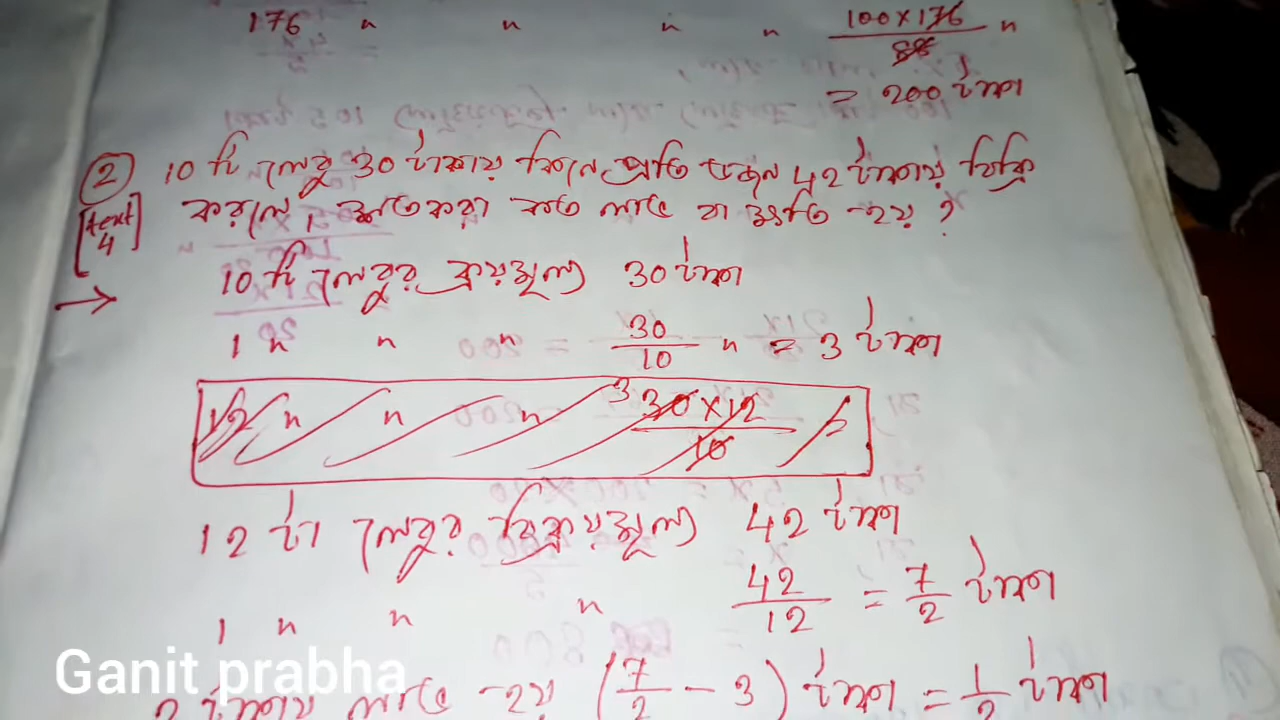 176 " " " " 100×176/88 "
= 200 টাকা
② 10 টি লেবু 30 টাকায় কিনে প্রতি ডজন 42 টাকায় বিক্রি
[text 4] করলে, শতকরা কত লাভ বা ক্ষতি হয় ?
→ 10 টি লেবুর ক্রয়মূল্য 30 টাকা
1 " " " 30/10 " = 3 টাকা
12 " " " 30×12/10 =
12 টা লেবুর বিক্রয়মূল্য 42 টাকা
1 " " " 42/12 = 7/2 টাকা
3 টাকায় লাভ হয় (7/2 - 3) টাকা = 1/2 টাকা
Ganit prabha